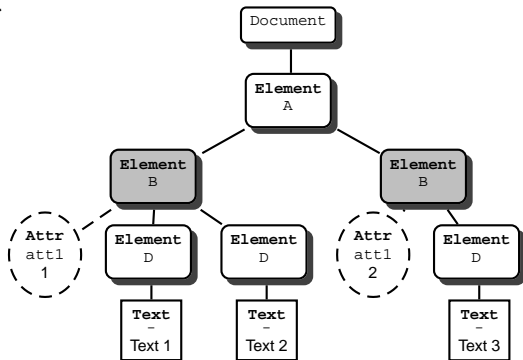 Document
Element
A
Element
B
Element
B
Attr
att1
1
Element
D
Element
D
Attr
att1
2
Element
D
Text
–
Text 1
Text
–
Text 2
Text
–
Text 3